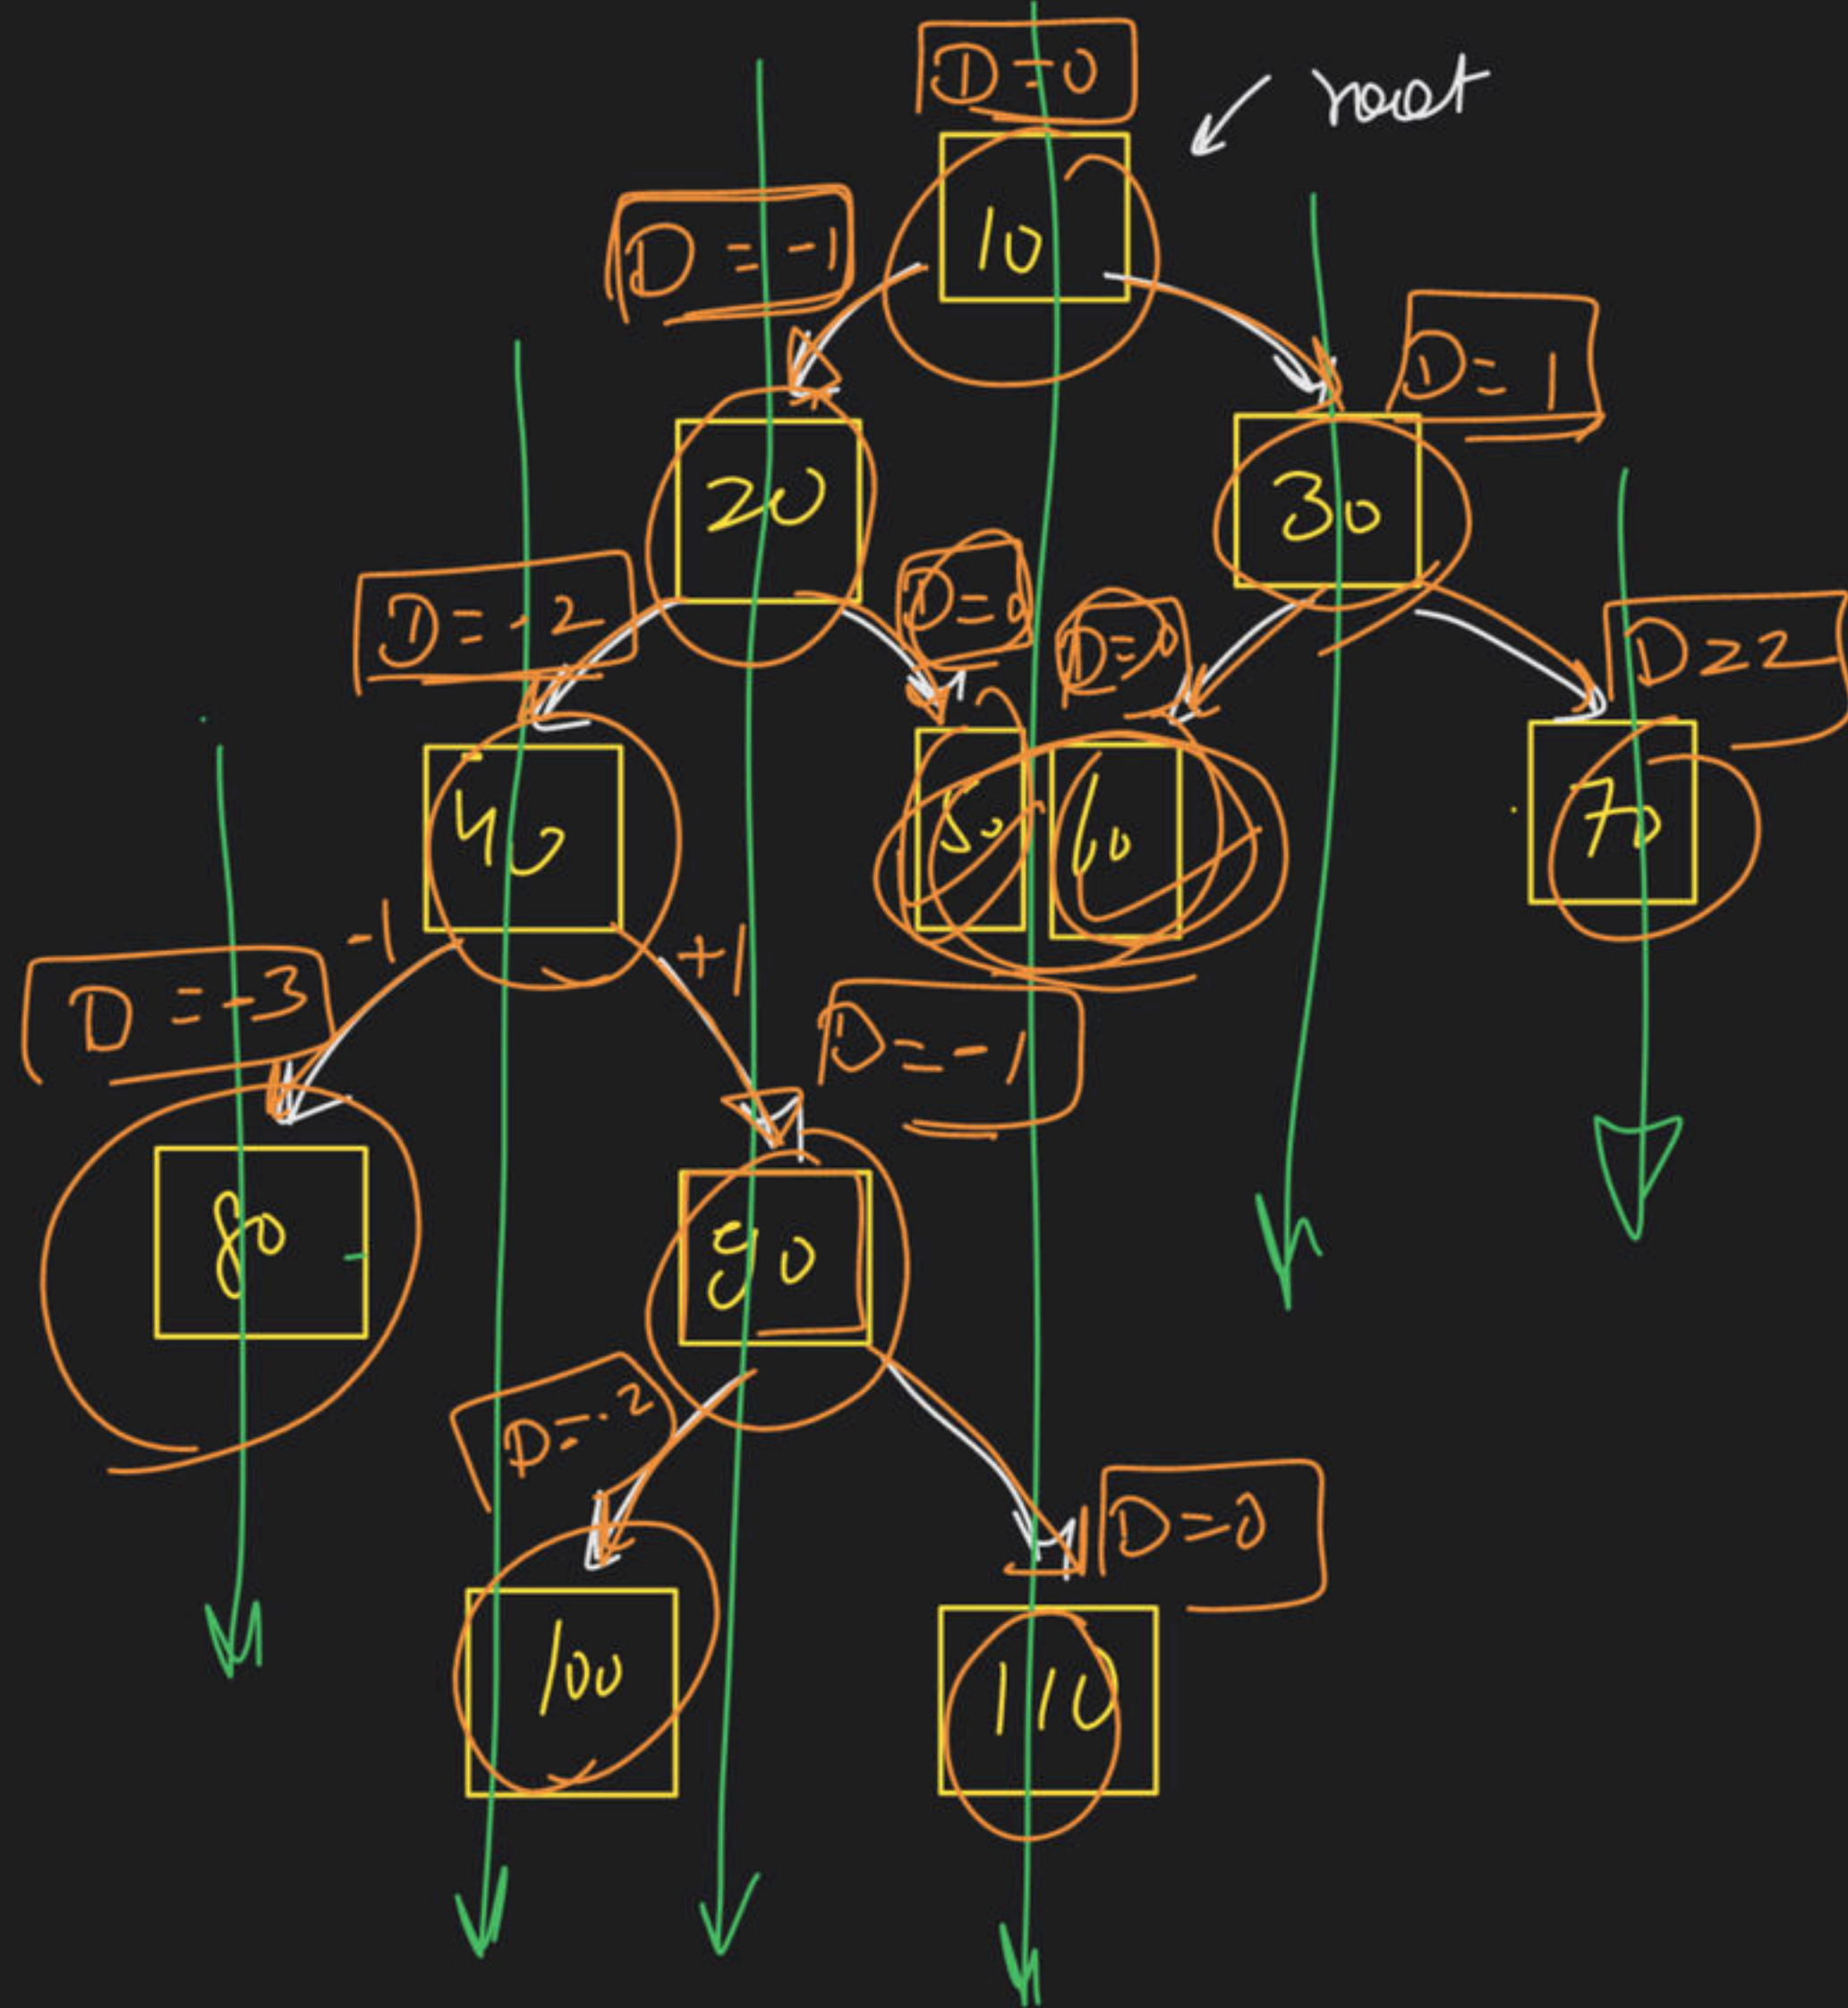 D = 0
root
10
D = -1
D = 1
20
30
D = -2
D = 0
D = 0
D = 2
40
50
60
70
-1
+1
D = -3
D = -1
80
90
D = -2
D = 0
100
110